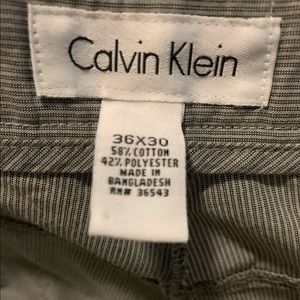 Calvin Klein
36X30
58% COTTON
42% POLYESTER
MADE IN
BANGLADESH
RN# 36543